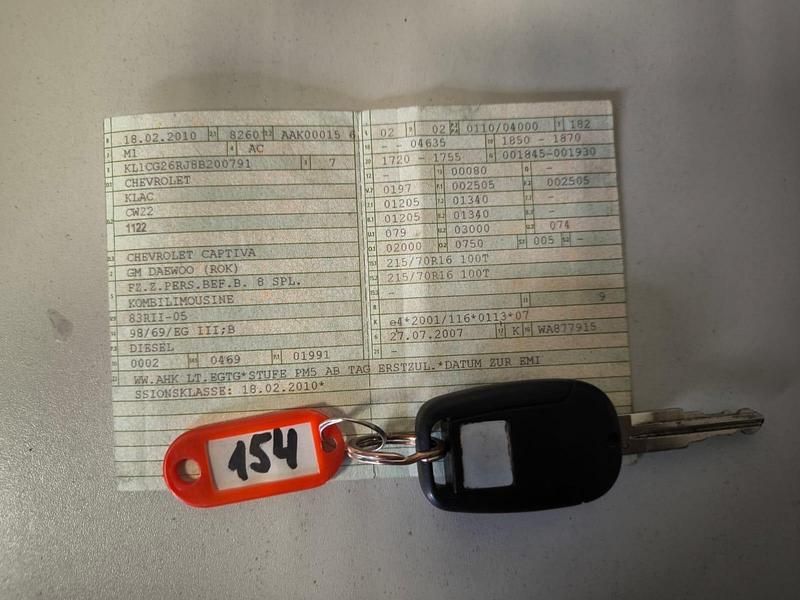 18.02.2010 8260 AAK00015 6
M1 AC
KL1CG26RJ8B200791 7
CHEVROLET
KLAC
CW22
1122
CHEVROLET CAPTIVA
GM DAEWOO (ROK)
FZ.Z.PERS.BEF.B. 8 SPL.
KOMBILIMOUSINE
83RII-05
98/69/EG III;B
DIESEL
0002 0469 01991
02 02 0110/04000 182
- - 04635 1850 - 1870
1720 - 1755 001845-001930
- 00080 -
0197 002505 002505
01205 01340 -
01205 01340 -
079 03000 074
02000 0750 005 -
215/70R16 100T
215/70R16 100T
-
- 9
e4*2001/116*0113*07
27.07.2007 K WA877915
-
WW.AHK LT.EGTG*STUFE PM5 AB TAG ERSTZUL.*DATUM ZUR EMI
SSIONSKLASSE: 18.02.2010*
154